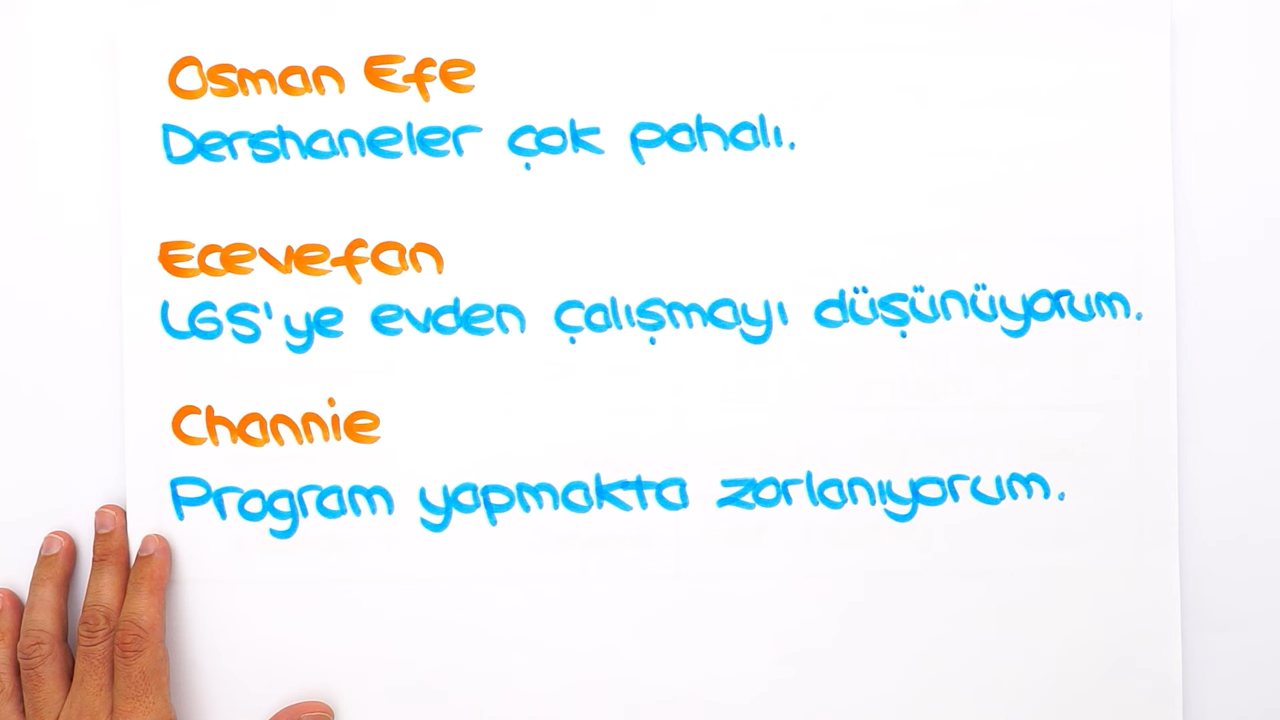 Osman Efe
Dershaneler çok pahalı.
Ecevefan
LGS'ye evden çalışmayı düşünüyorum.
Channie
Program yapmakta zorlanıyorum.